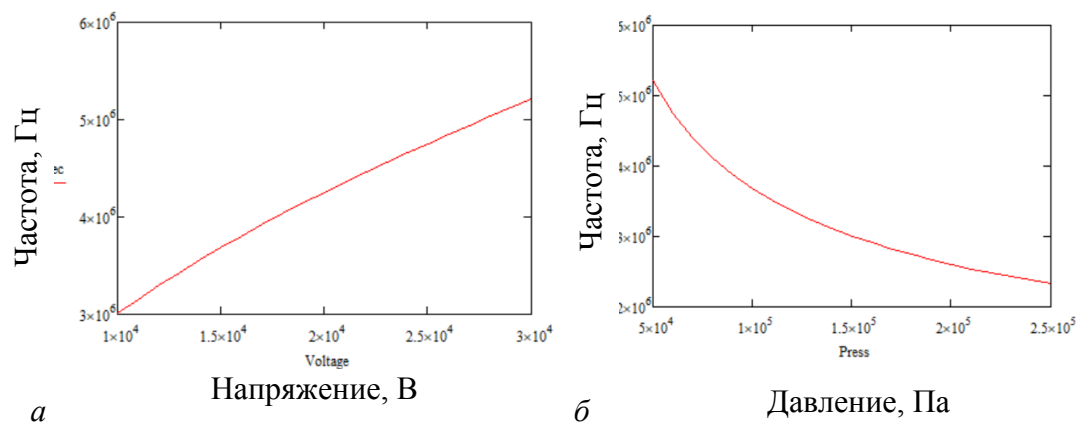 6×10⁶
5×10⁶
4×10⁶
3×10⁶
Частота, Гц
1×10⁴ 1.5×10⁴ 2×10⁴ 2.5×10⁴ 3×10⁴
Voltage
Напряжение, В
а
5×10⁶
5×10⁶
4×10⁶
3×10⁶
2×10⁶
Частота, Гц
5×10⁴ 1×10⁵ 1.5×10⁵ 2×10⁵ 2.5×10⁵
Press
Давление, Па
б